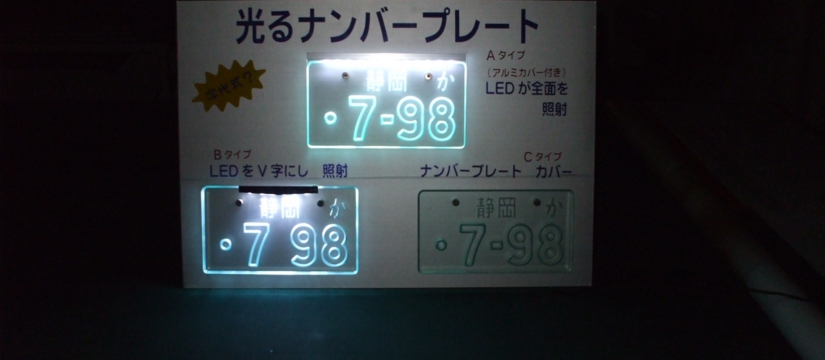 光るナンバープレート
Aタイプ
(アルミカバー付き)
LEDが全面を
照射
静岡 か
・7-98
Bタイプ
LEDをV字にし 照射
静岡 か
・7 98
Cタイプ
ナンバープレート カバー
静岡 か
・7-98